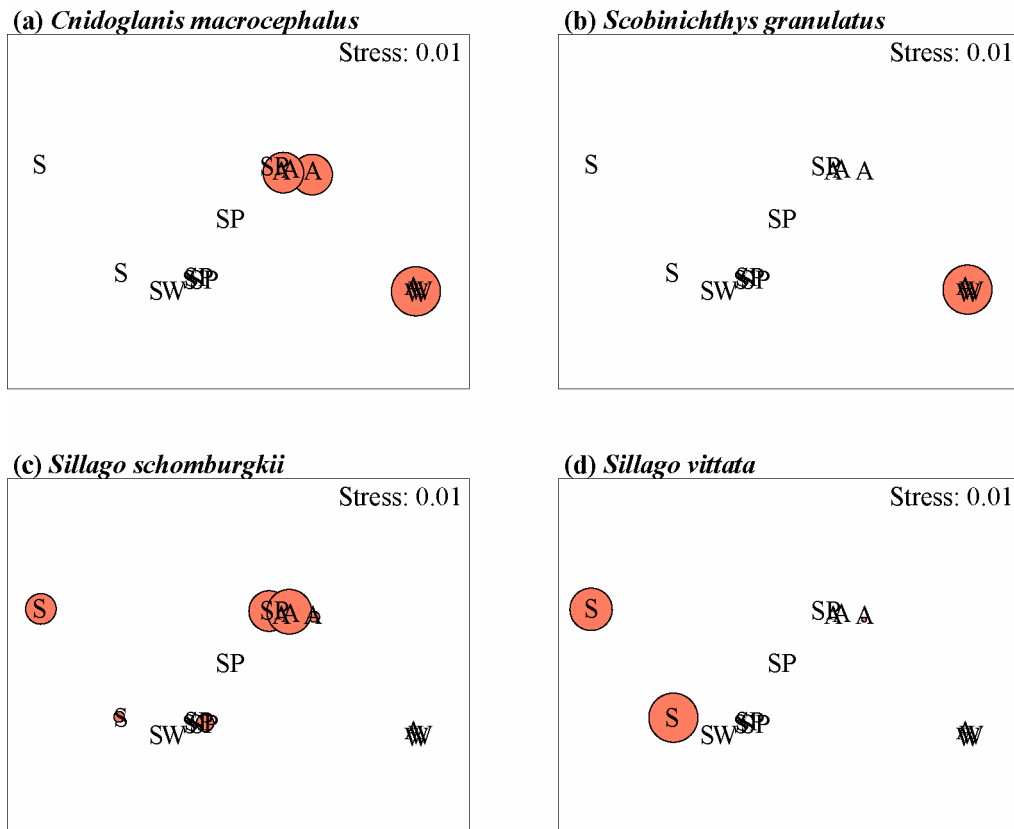 (a) Cnidoglanis macrocephalus
Stress: 0.01
S
A A
SP
S
SW
SP
(b) Scobinichthys granulatus
Stress: 0.01
S
SP A A
SP
S
SW
SP
(c) Sillago schomburgkii
Stress: 0.01
S
SP A A
SP
S
SW
SP
(d) Sillago vittata
Stress: 0.01
S
SP A A
SP
S
SW
SP